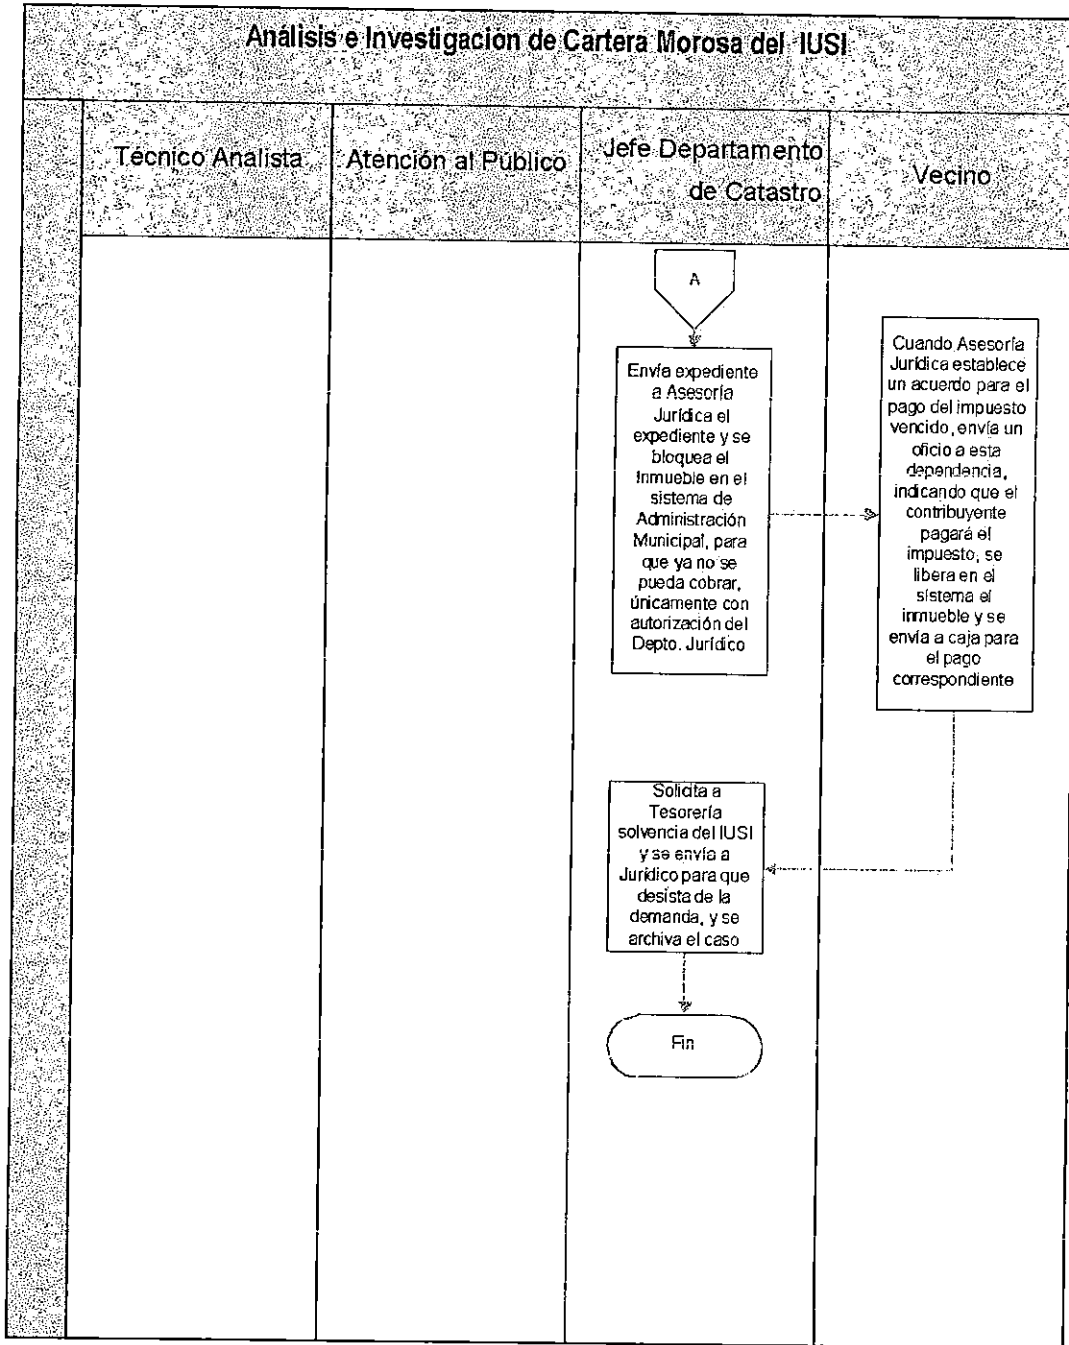 Análisis e Investigación de Cartera Morosa del IUSI
Técnico Analista
Atención al Público
Jefe Departamento
de Catastro
Vecino
A
Envía expediente
a Asesoría
Jurídica el
expediente y se
bloquea el
Inmueble en el
sistema de
Administración
Municipal, para
que ya no se
pueda cobrar,
únicamente con
autorización del
Depto. Jurídico
Cuando Asesoría
Jurídica establece
un acuerdo para el
pago del impuesto
vencido, envía un
oficio a esta
dependencia,
indicando que el
contribuyente
pagará el
impuesto, se
libera en el
sistema el
inmueble y se
envía a caja para
el pago
correspondiente
Solicita a
Tesorería
solvencia del IUSI
y se envía a
Jurídico para que
desista de la
demanda, y se
archiva el caso
Fin